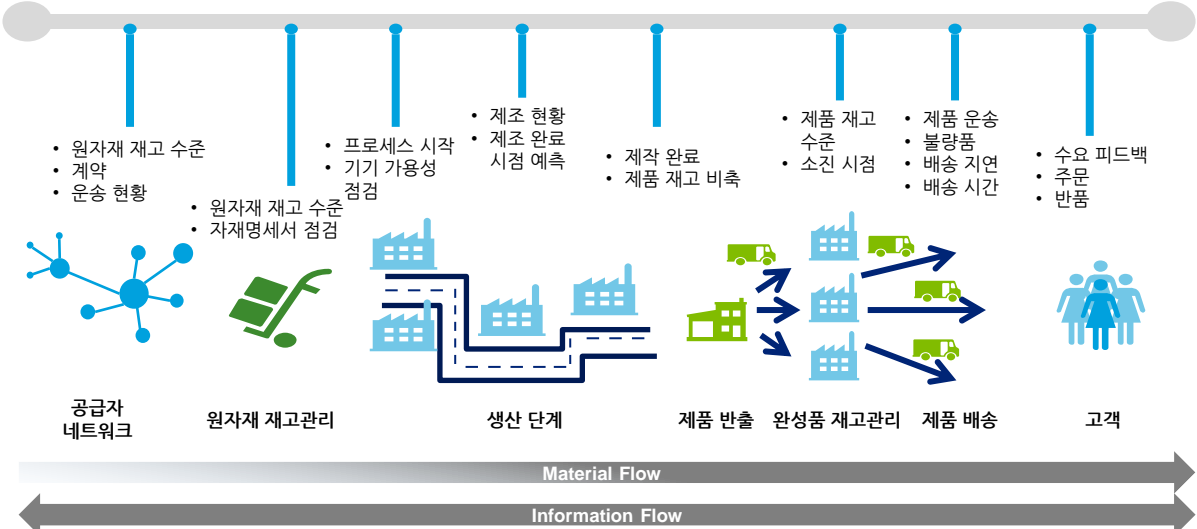 • 원자재 재고 수준
• 계약
• 운송 현황
• 원자재 재고 수준
• 자재명세서 점검
• 프로세스 시작
• 기기 가용성
점검
• 제조 현황
• 제조 완료
시점 예측
• 제작 완료
• 제품 재고 비축
• 제품 재고
수준
• 소진 시점
• 제품 운송
• 불량품
• 배송 지연
• 배송 시간
• 수요 피드백
• 주문
• 반품
공급자
네트워크
원자재 재고관리
생산 단계
제품 반출
완성품 재고관리
제품 배송
고객
Material Flow
Information Flow